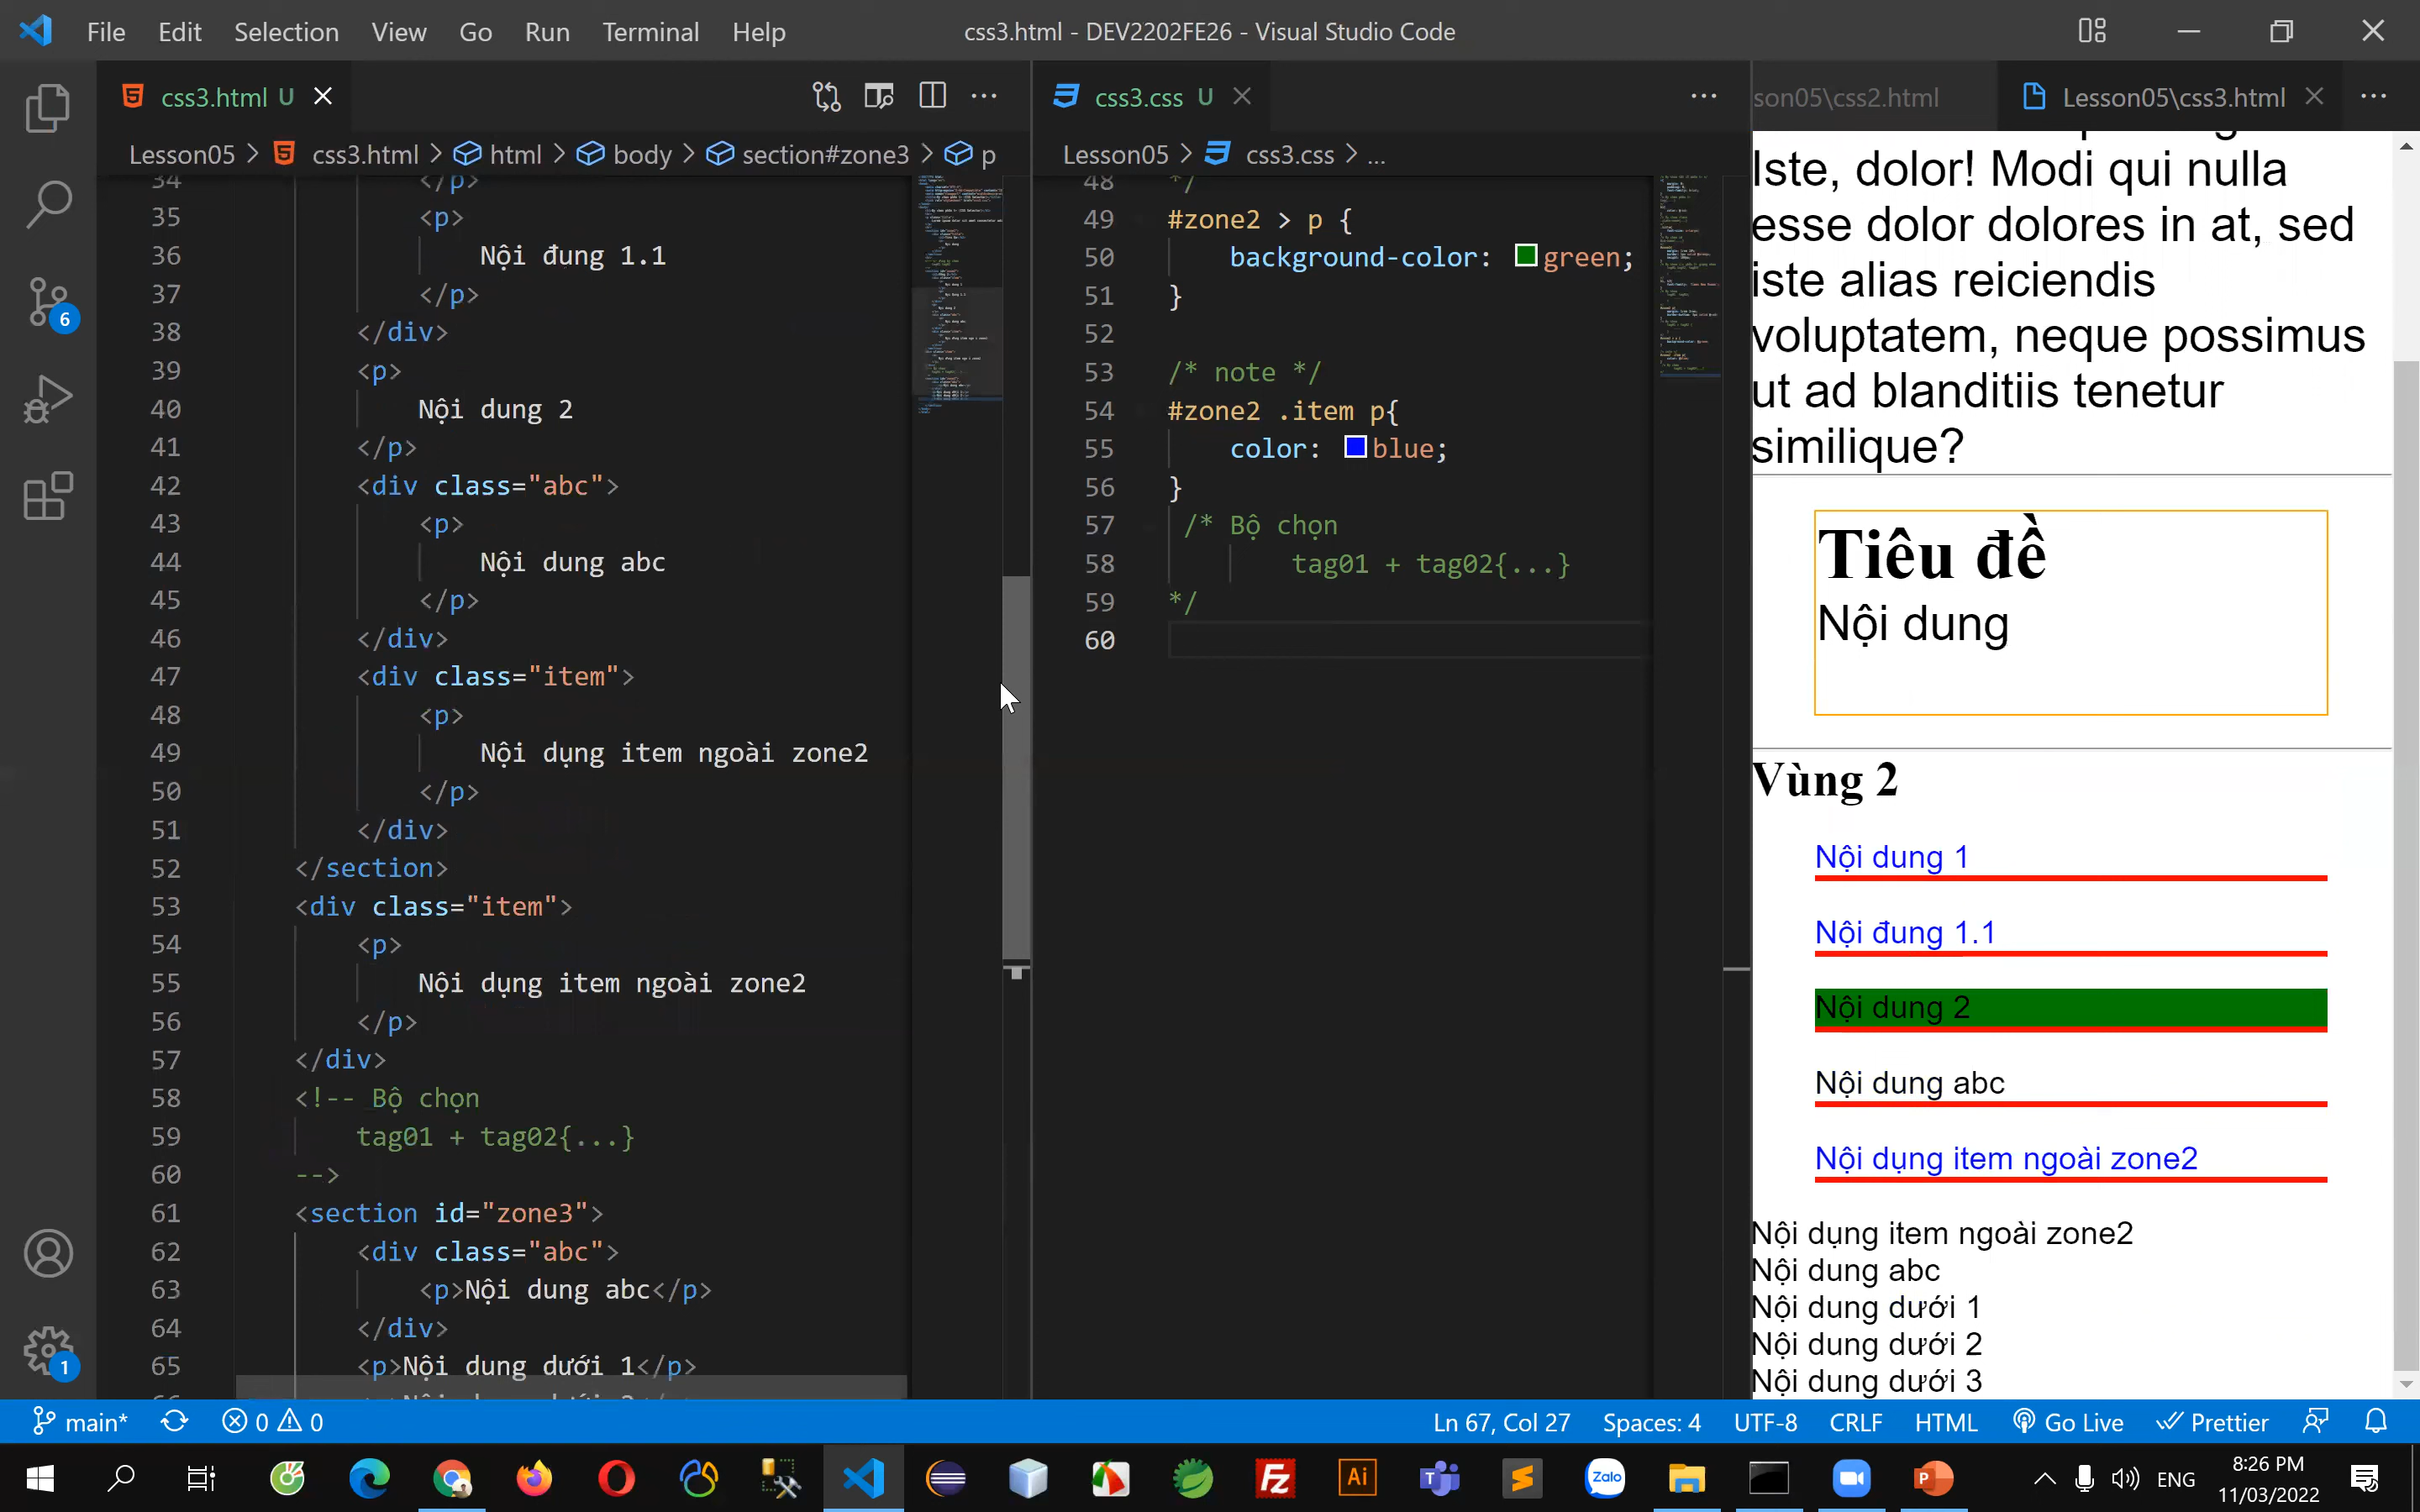 File Edit Selection View Go Run Terminal Help
css3.html - DEV2202FE26 - Visual Studio Code
css3.html U
Lesson05 > css3.html > html > body > section#zone3 > p
34 </p>
35 <p>
36 Nội đung 1.1
37 </p>
38 </div>
39 <p>
40 Nội dung 2
41 </p>
42 <div class="abc">
43 <p>
44 Nội dung abc
45 </p>
46 </div>
47 <div class="item">
48 <p>
49 Nội dụng item ngoài zone2
50 </p>
51 </div>
52 </section>
53 <div class="item">
54 <p>
55 Nội dụng item ngoài zone2
56 </p>
57 </div>
58 <!-- Bộ chọn
59 tag01 + tag02{...}
60 -->
61 <section id="zone3">
62 <div class="abc">
63 <p>Nội dung abc</p>
64 </div>
65 <p>Nội dung dưới 1</p>
css3.css U
Lesson05 > css3.css > ...
48 */
49 #zone2 > p {
50 background-color: green;
51 }
52
53 /* note */
54 #zone2 .item p{
55 color: blue;
56 }
57 /* Bộ chọn
58 tag01 + tag02{...}
59 */
60
son05\css2.html
Lesson05\css3.html
Iste, dolor! Modi qui nulla
esse dolor dolores in at, sed
iste alias reiciendis
voluptatem, neque possimus
ut ad blanditiis tenetur
similique?
Tiêu đề
Nội dung
Vùng 2
Nội dung 1
Nội đung 1.1
Nội dung 2
Nội dung abc
Nội dụng item ngoài zone2
Nội dụng item ngoài zone2
Nội dung abc
Nội dung dưới 1
Nội dung dưới 2
Nội dung dưới 3
6
1
main* 0 0
Ln 67, Col 27 Spaces: 4 UTF-8 CRLF HTML Go Live Prettier
Fz Ai Zalo P
ENG
8:26 PM
11/03/2022